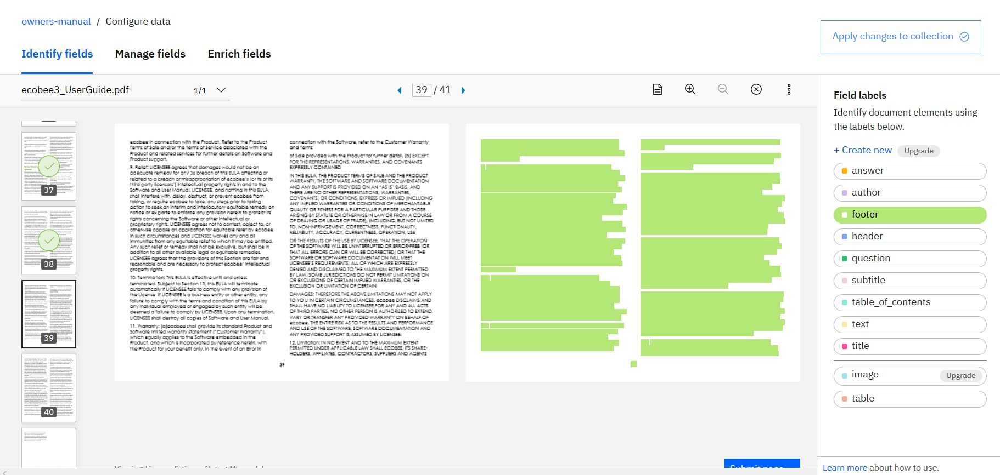 owners-manual / Configure data
Apply changes to collection
Identify fields Manage fields Enrich fields
ecobee3_UserGuide.pdf 1/1
39 / 41
37
38
39
40
ecobee in connection with the Product. Refer to the Product
Terms of Sale and/or the Terms of Service associated with the
Product and related services for further details on Software and
Product support.
9. Relief: LICENSEE agrees that damages would not be an
adequate remedy for any 36 breach of this EULA affecting or
related to a breach or misappropriation of ecobee's (or its or its
third party licensors') intellectual property rights in and to the
Software and User Manual. LICENSEE, and nothing in this EULA,
shall interfere with, delay, obstruct, or prevent ecobee from
taking, or require ecobee to take, any steps prior to taking
action to seek an interim and interlocutory equitable remedy on
notice or ex parte to enforce any provision herein to protect its
rights concerning the Software or other intellectual or
proprietary rights. LICENSEE agrees not to contest, object to, or
otherwise oppose an application for equitable relief by ecobee
in such circumstances and LICENSEE waives any and all
immunities from any equitable relief to which it may be entitled.
Any such relief or remedy shall not be exclusive, but shall be in
addition to all other available legal or equitable remedies.
LICENSEE agrees that the provisions of this Section are fair and
reasonable and are necessary to protect ecobee' intellectual
property rights.
10. Termination: This EULA is effective until and unless
terminated. Subject to Section 13, this EULA will terminate
automatically if LICENSEE fails to comply with any provision of
the License. If LICENSEE is a business entity or other entity, any
failure to comply with the terms and condition of this EULA by
any individual employed or engaged by such entity will be
deemed a failure to comply by LICENSEE. Upon any termination,
LICENSEE shall destroy all copies of Software and User Manual.
11. Warranty: (a)ecobee shall provide its standard Product and
Software limited warranty statement ("Customer Warranty"),
which equally applies to the Software embedded in the
Product, and which is incorporated by reference herein, with
the Product for your benefit only. In the event of an Error in
connection with the Software, refer to the Customer Warranty
and Terms
of Sale provided with the Product for further detail. (b) EXCEPT
FOR THE REPRESENTATIONS, WARRANTIES, AND COVENANTS
EXPRESSLY CONTAINED
IN THIS EULA, THE PRODUCT TERMS OF SALE AND THE PRODUCT
WARRANTY, THE SOFTWARE AND SOFTWARE DOCUMENTATION
AND ANY SUPPORT IS PROVIDED ON AN "AS IS" BASIS, AND
THERE ARE NO OTHER REPRESENTATIONS, WARRANTIES,
COVENANTS, OR CONDITIONS, EXPRESS OR IMPLIED (INCLUDING
ANY IMPLIED WARRANTIES OR CONDITIONS OF MERCHANTABLE
QUALITY OR FITNESS FOR A PARTICULAR PURPOSE AND THOSE
ARISING BY STATUTE OR OTHERWISE IN LAW OR FROM A COURSE
OF DEALING OR USAGE OF TRADE), INCLUDING, BUT NOT LIMITED
TO, NON-INFRINGEMENT, CORRECTNESS, FUNCTIONALITY,
RELIABILITY, ACCURACY, CURRENTNESS, OPERATION, USE
OR THE RESULTS OF THE USE BY LICENSEE, THAT THE OPERATION
OF THE SOFTWARE WILL BE UNINTERRUPTED OR ERROR-FREE (OR
THAT ALL ERRORS CAN OR WILL BE CORRECTED) OR THAT THE
SOFTWARE OR SOFTWARE DOCUMENTATION WILL MEET
LICENSEE'S REQUIREMENTS, ALL OF WHICH ARE EXPRESSLY
DENIED AND DISCLAIMED TO THE MAXIMUM EXTENT PERMITTED
BY LAW. SOME JURISDICTIONS DO NOT PERMIT LIMITATIONS ON
OR EXCLUSIONS OF CERTAIN IMPLIED WARRANTIES, OR THE
EXCLUSION OR LIMITATION OF CERTAIN
DAMAGES; THEREFORE THE ABOVE LIMITATIONS MAY NOT APPLY
TO YO U IN CERTAIN CIRCUMSTANCES. ecobee DISCLAIMS AND
SHALL HAVE NO LIABLITY TO LICENSEE FOR ANY AND ALL ACTS
OF THIRD PARTIES. NO OTHER PERSON IS AUTHORIZED TO EXTEND,
VARY OR TRANSFER ANY PROVIDED WARRANTY ON BEHALF OF
ecobee. THE ENTIRE RISK AS TO THE RESULTS AND PERFORMANCE
AND USE OF THE SOFTWARE, SOFTWARE DOCUMENTATION AND
ANY PROVIDED SUPPORT IS ASSUMED BY LICENSEE.
12. Limitation: IN NO EVENT AND TO THE MAXIMUM EXTENT
PERMITTED UNDER APPLICABLE LAW SHALL ECOBEE, ITS SHARE-
HOLDERS, AFFILIATES, CONTRACTORS, SUPPLIERS AND AGENTS
39
Submit page
Field labels
Identify document elements using
the labels below.
+ Create new Upgrade
answer
author
footer
header
question
subtitle
table_of_contents
text
title
image Upgrade
table
Learn more about how to use.